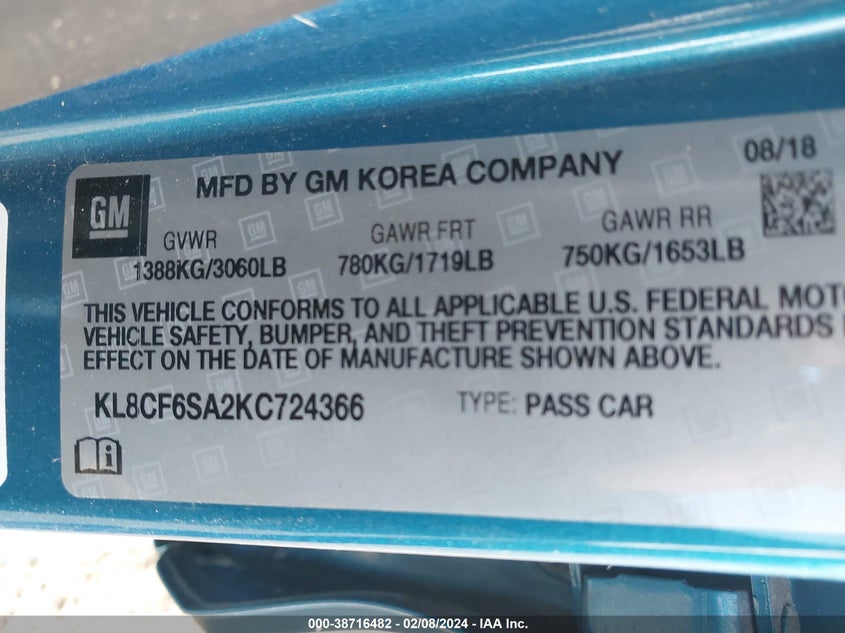 MFD BY GM KOREA COMPANY 08/18
GM
GVWR GAWR FRT GAWR RR
1388KG/3060LB 780KG/1719LB 750KG/1653LB
THIS VEHICLE CONFORMS TO ALL APPLICABLE U.S. FEDERAL MOT
VEHICLE SAFETY, BUMPER, AND THEFT PREVENTION STANDARDS
EFFECT ON THE DATE OF MANUFACTURE SHOWN ABOVE.
KL8CF6SA2KC724366 TYPE: PASS CAR
000-38716482 - 02/08/2024 - IAA Inc.